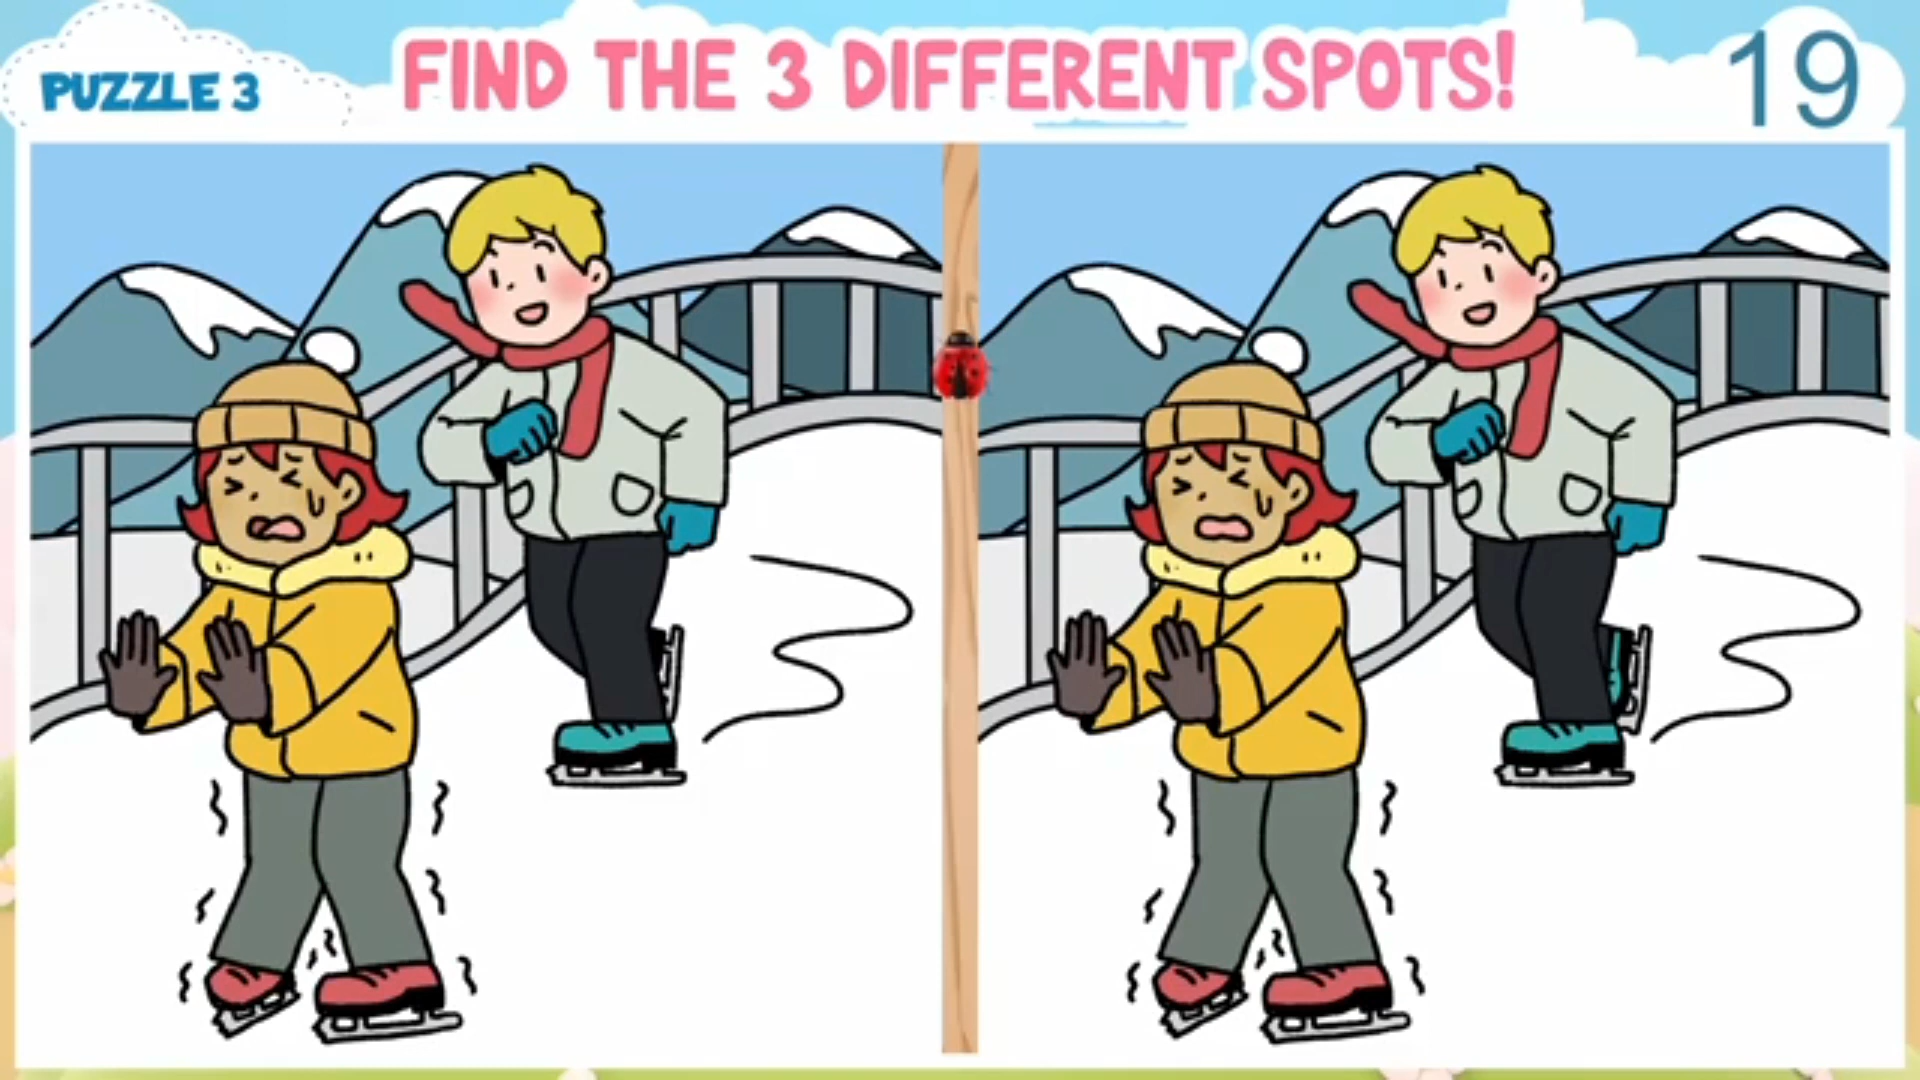 PUZZLE 3
FIND THE 3 DIFFERENT SPOTS!
19